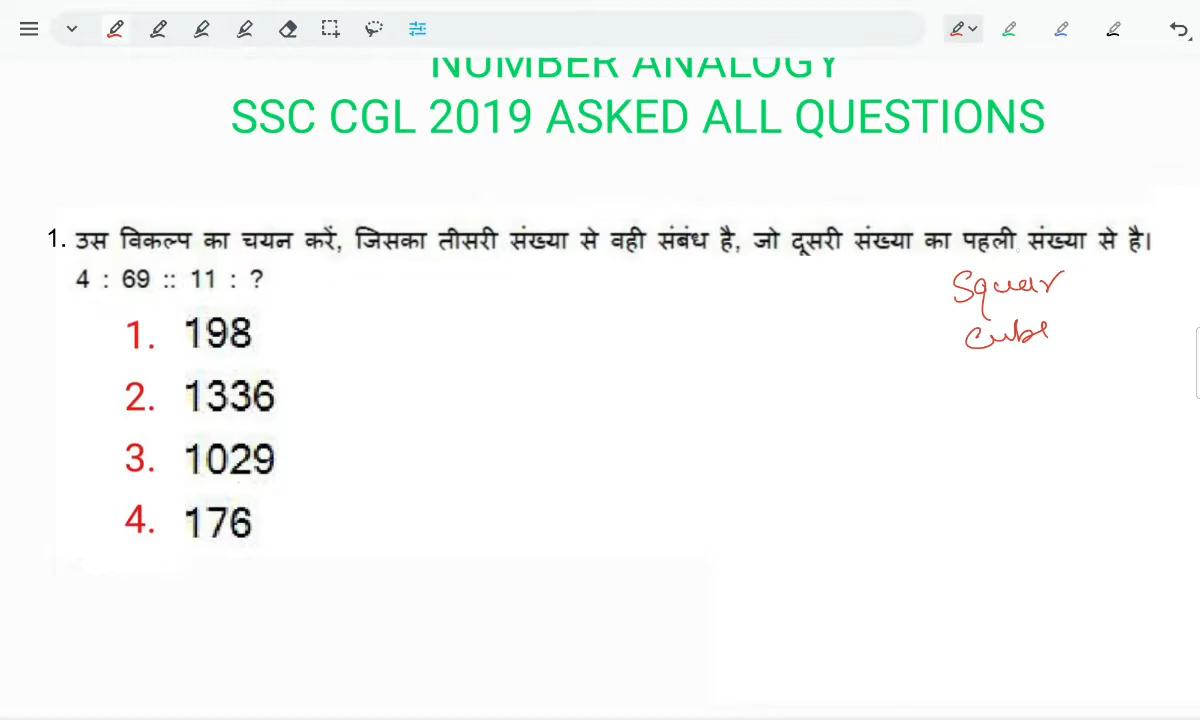 NUMBER ANALOGY
SSC CGL 2019 ASKED ALL QUESTIONS
1. उस विकल्प का चयन करें, जिसका तीसरी संख्या से वही संबंध है, जो दूसरी संख्या का पहली संख्या से है।
4 : 69 :: 11 : ?
Squar
Cube
1. 198
2. 1336
3. 1029
4. 176